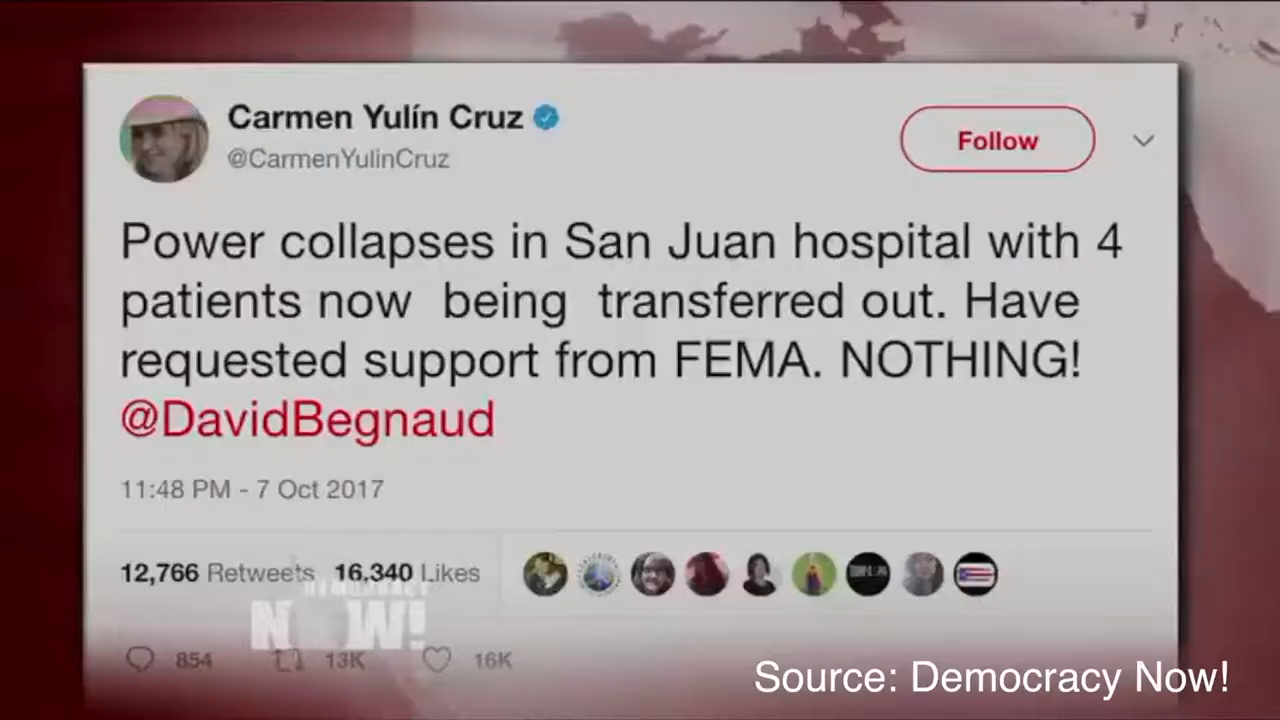 Carmen Yulín Cruz
@CarmenYulinCruz
Follow
Power collapses in San Juan hospital with 4
patients now being transferred out. Have
requested support from FEMA. NOTHING!
@DavidBegnaud
11:48 PM - 7 Oct 2017
12,766 Retweets 16,340 Likes
DEMOCRACY
NOW!
854 13K 16K
Source: Democracy Now!